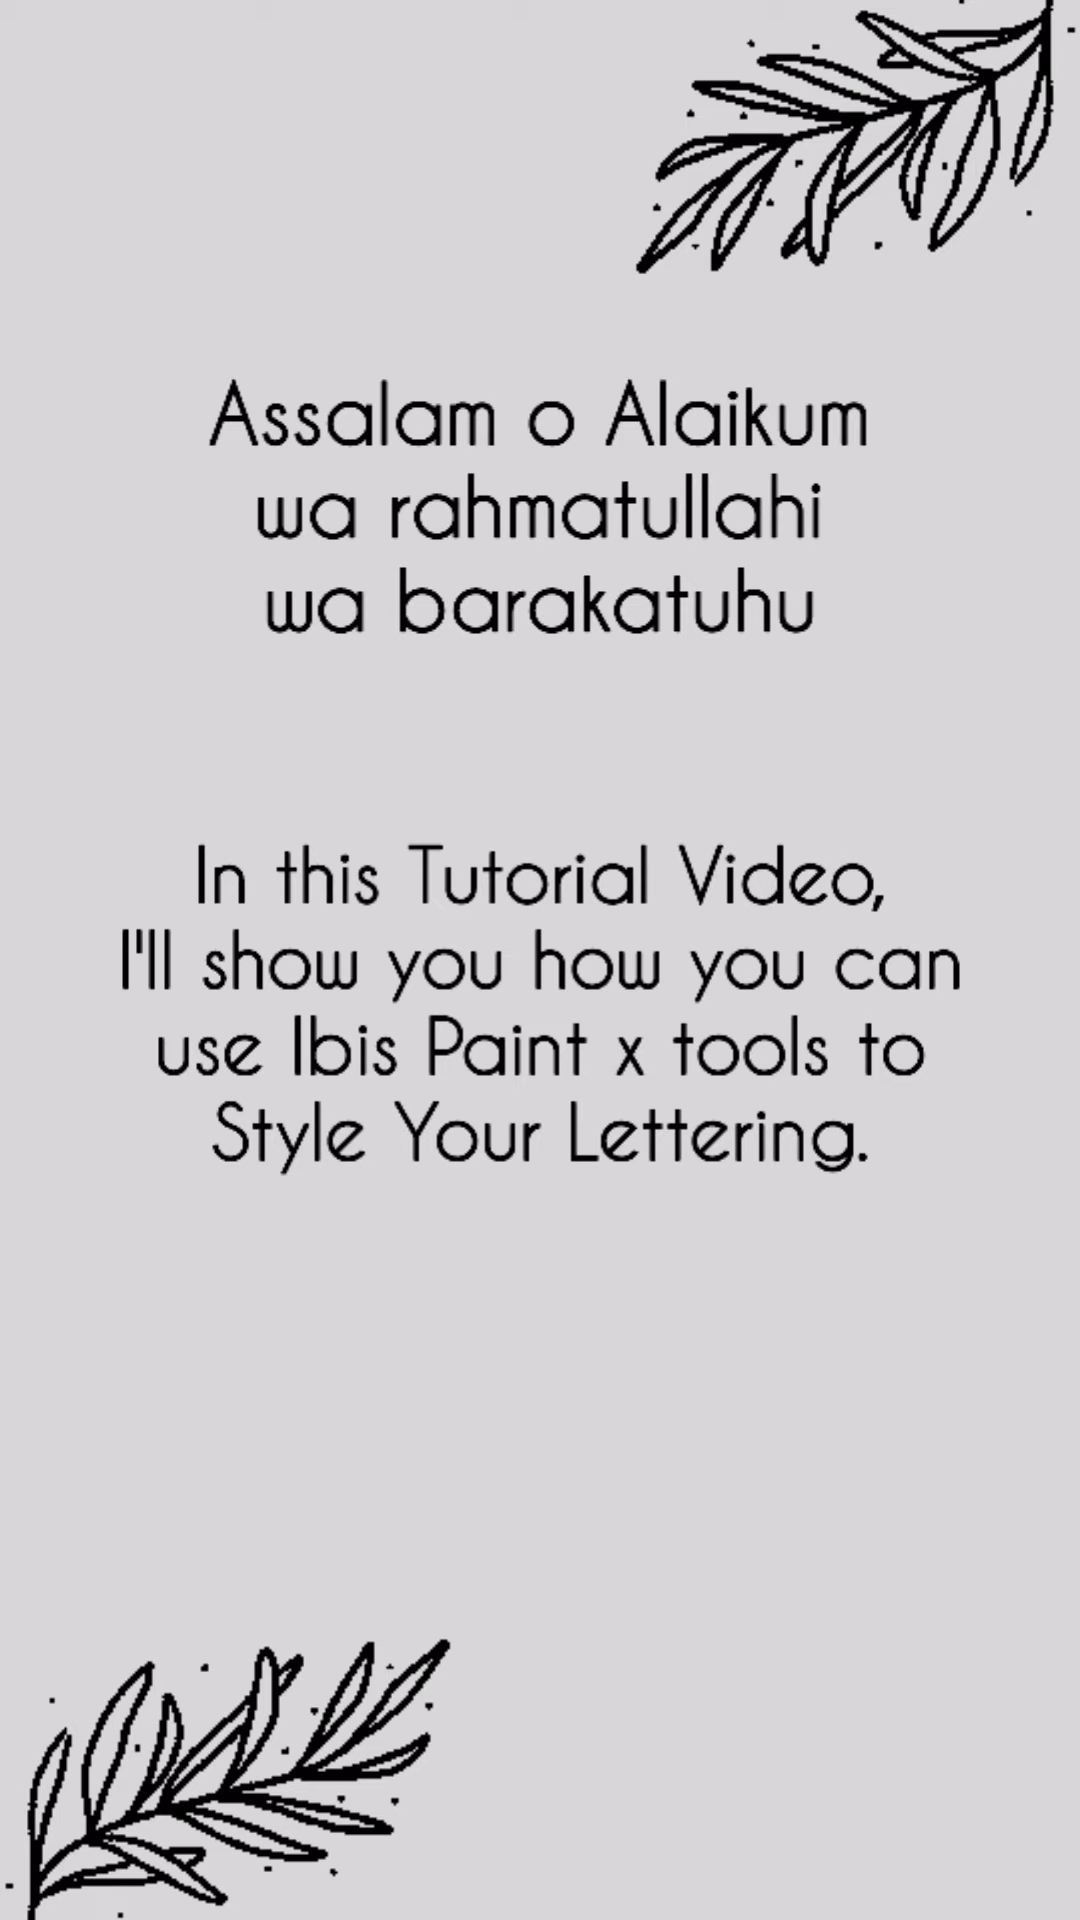 Assalam o Alaikum
wa rahmatullahi
wa barakatuhu
In this Tutorial Video,
I'll show you how you can
use Ibis Paint x tools to
Style Your Lettering.